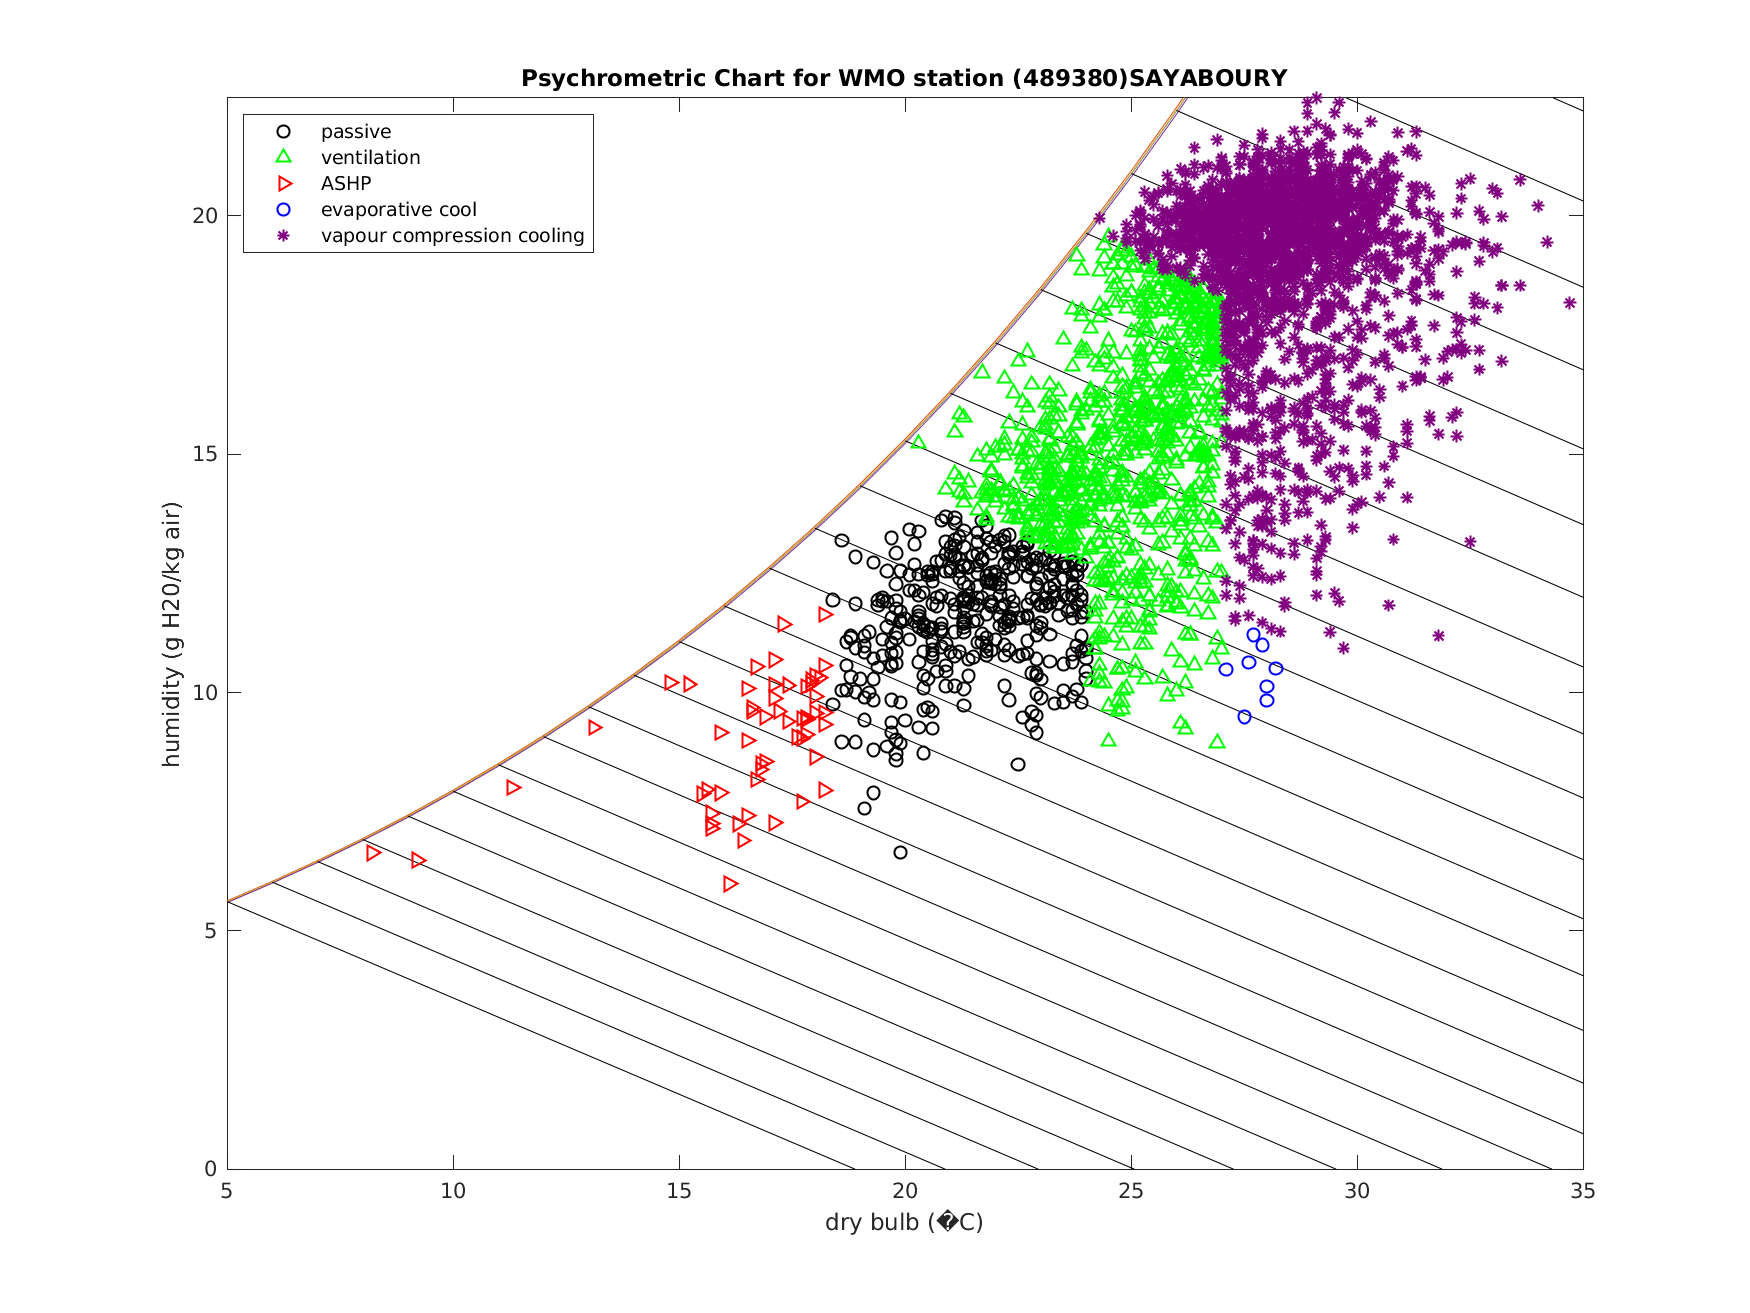 Psychrometric Chart for WMO station (489380)SAYABOURY
passive
ventilation
ASHP
evaporative cool
vapour compression cooling
20
15
10
5
0
humidity (g H20/kg air)
5
10
15
20
25
30
35
dry bulb (�C)